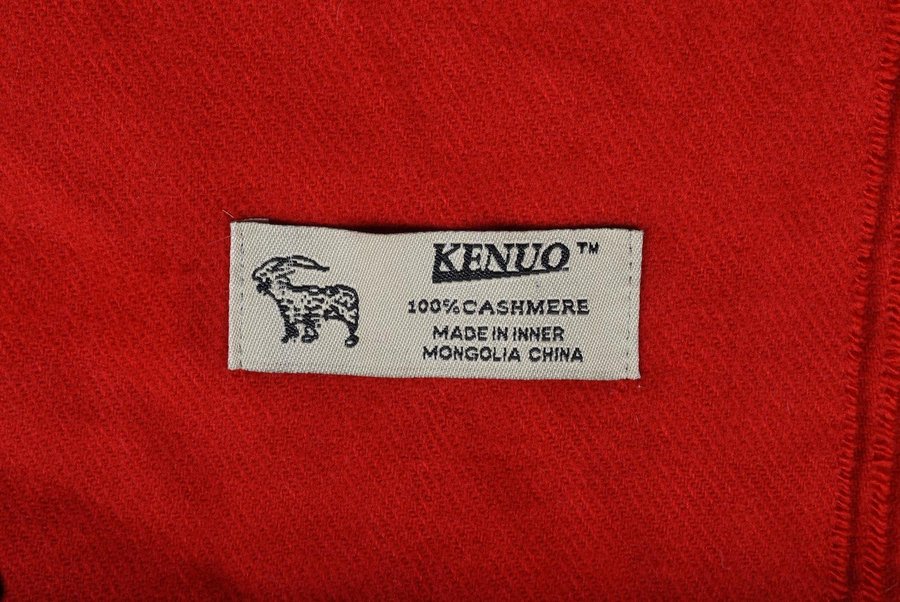 KENUO™
100% CASHMERE
MADE IN INNER
MONGOLIA CHINA